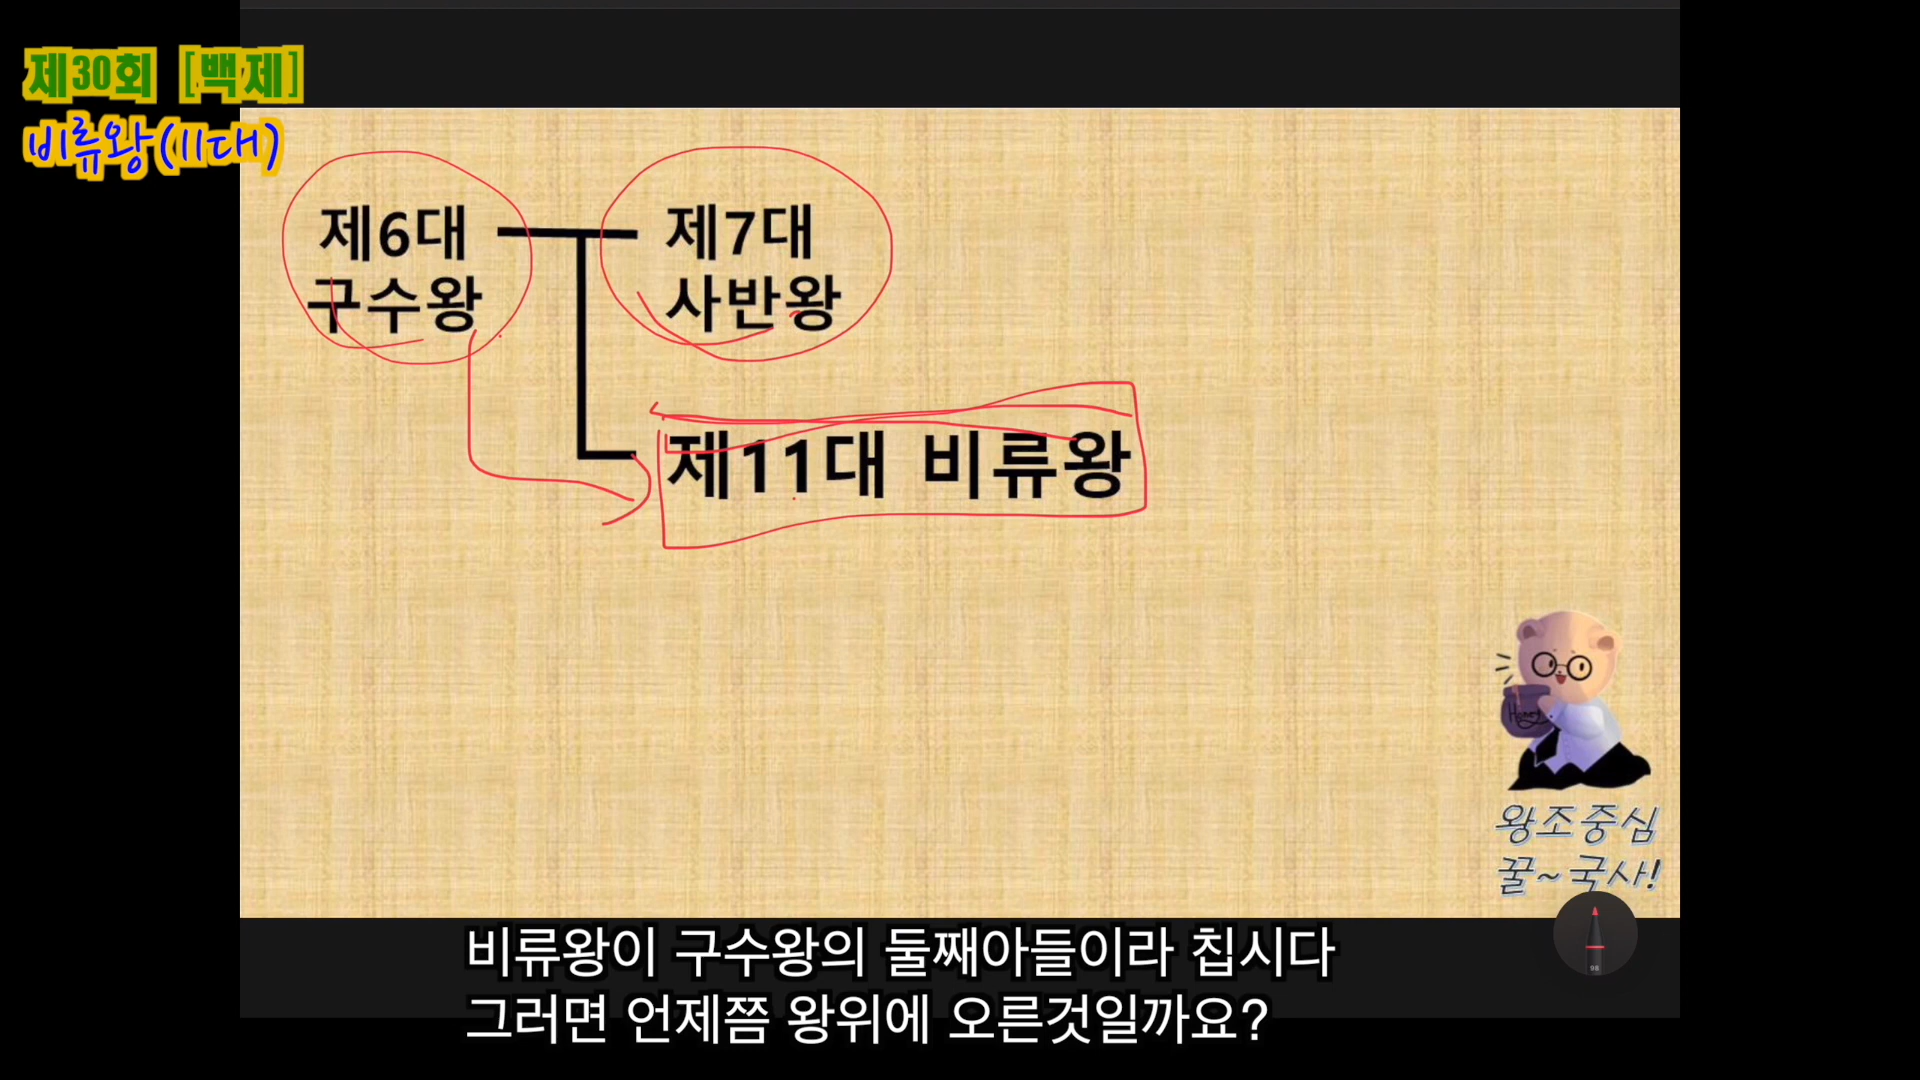 제30회 [백제]
비류왕(11대)
제6대
구수왕
제7대
사반왕
제11대 비류왕
Honey
왕조중심
꿀~국사!
98
비류왕이 구수왕의 둘째아들이라 칩시다
그러면 언제쯤 왕위에 오른것일까요?